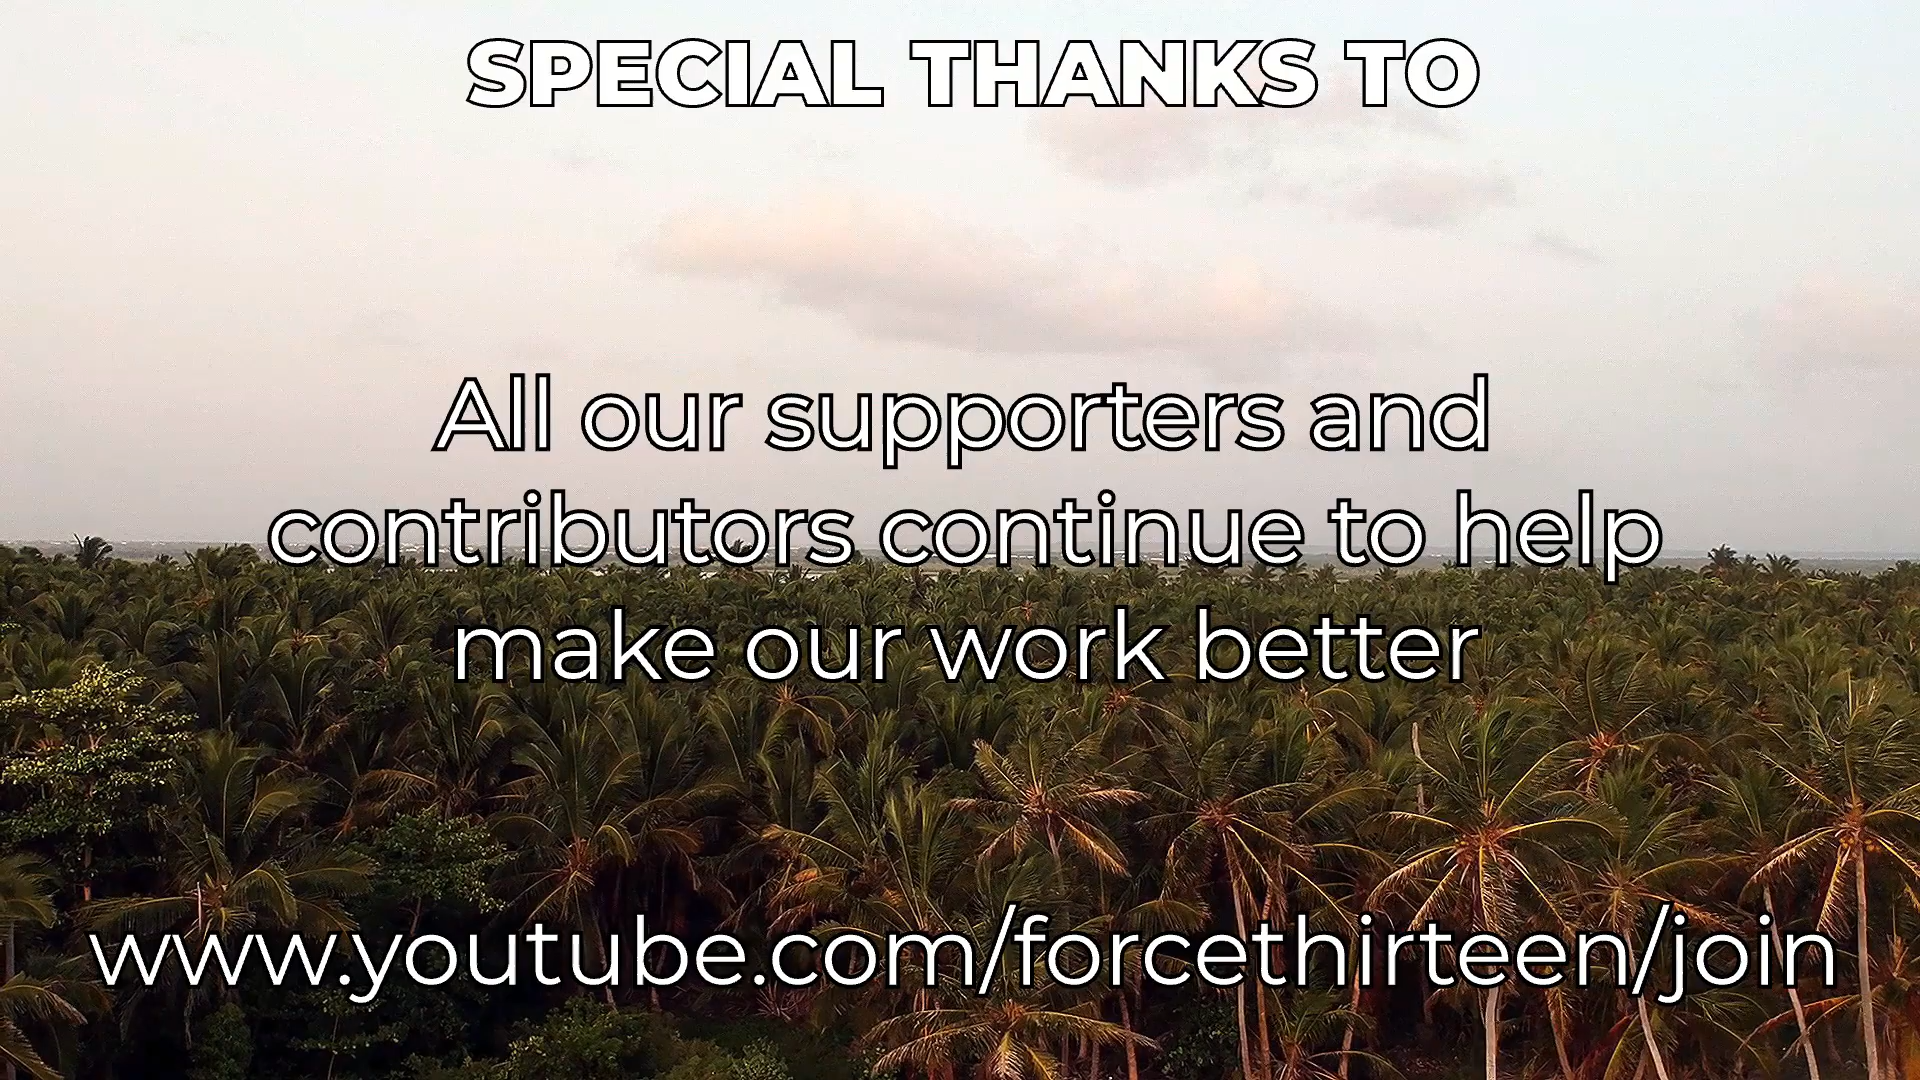 SPECIAL THANKS TO
All our supporters and
contributors continue to help
make our work better
www.youtube.com/forcethirteen/join